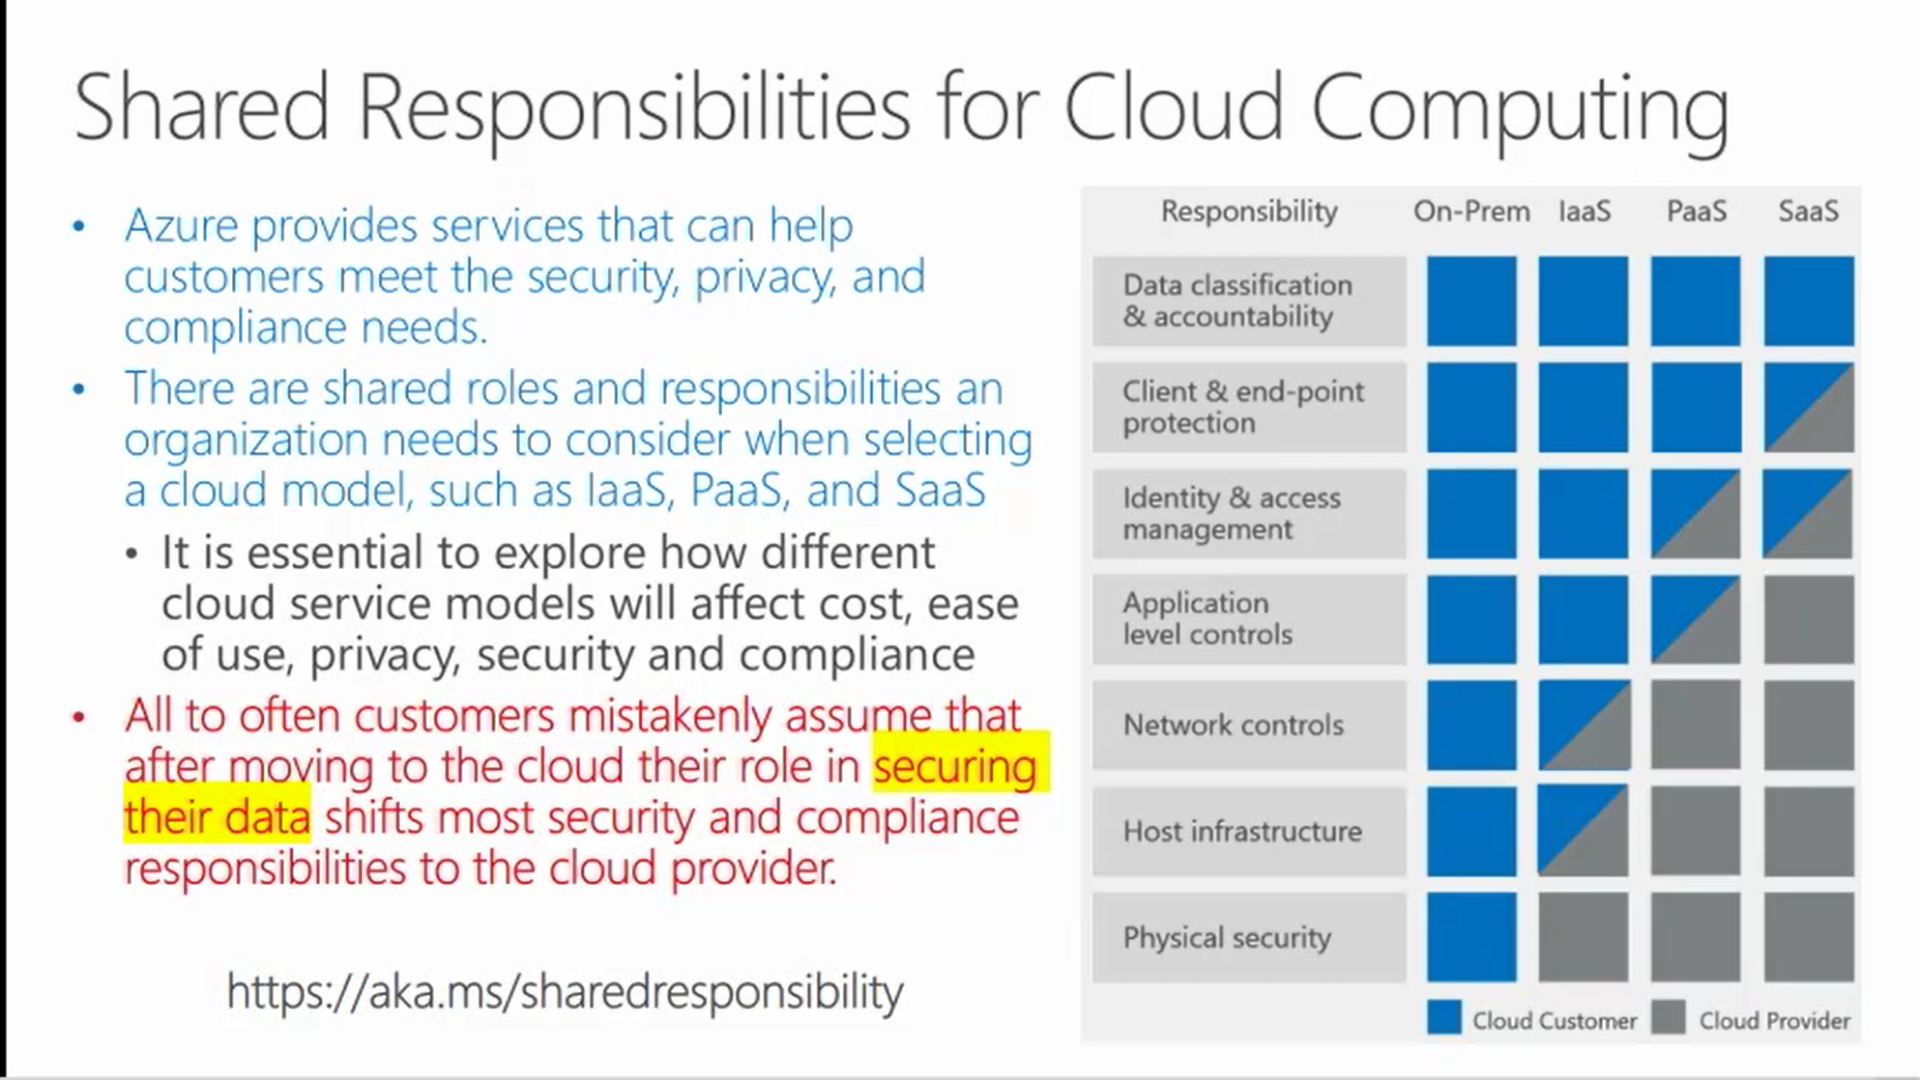 Shared Responsibilities for Cloud Computing
• Azure provides services that can help
customers meet the security, privacy, and
compliance needs.
• There are shared roles and responsibilities an
organization needs to consider when selecting
a cloud model, such as IaaS, PaaS, and SaaS
• It is essential to explore how different
cloud service models will affect cost, ease
of use, privacy, security and compliance
• All to often customers mistakenly assume that
after moving to the cloud their role in securing
their data shifts most security and compliance
responsibilities to the cloud provider.
https://aka.ms/sharedresponsibility
Responsibility On-Prem IaaS PaaS SaaS
Data classification
& accountability
Client & end-point
protection
Identity & access
management
Application
level controls
Network controls
Host infrastructure
Physical security
Cloud Customer Cloud Provider